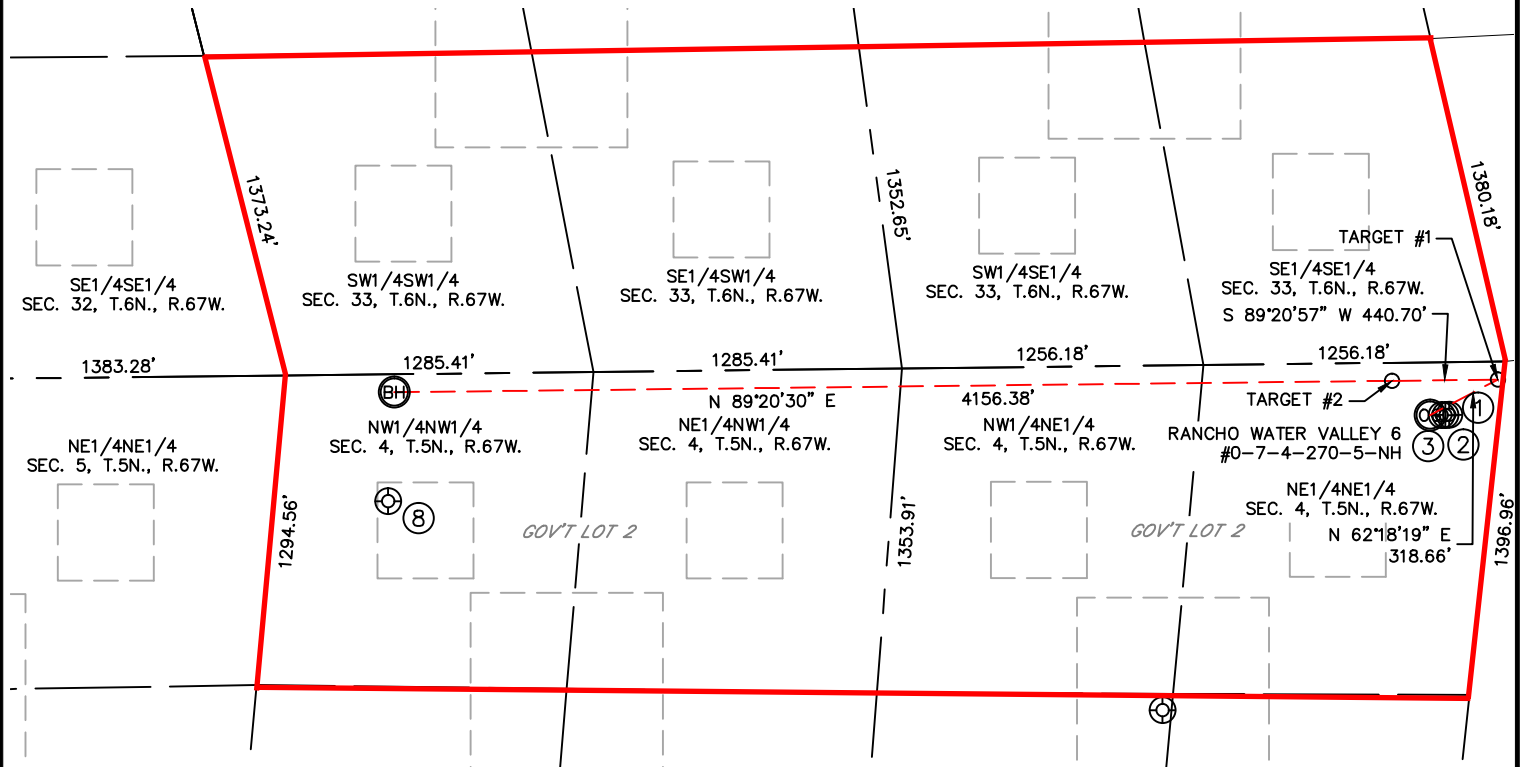 1373.24'
1352.65'
1380.18'
TARGET #1
SE1/4SE1/4
SEC. 32, T.6N., R.67W.
SW1/4SW1/4
SEC. 33, T.6N., R.67W.
SE1/4SW1/4
SEC. 33, T.6N., R.67W.
SW1/4SE1/4
SEC. 33, T.6N., R.67W.
SE1/4SE1/4
SEC. 33, T.6N., R.67W.
S 89°20'57" W 440.70'
1383.28'
1285.41'
1285.41'
1256.18'
1256.18'
BH
N 89°20'30" E
4156.38'
TARGET #2
1
NE1/4NE1/4
SEC. 5, T.5N., R.67W.
NW1/4NW1/4
SEC. 4, T.5N., R.67W.
NE1/4NW1/4
SEC. 4, T.5N., R.67W.
NW1/4NE1/4
SEC. 4, T.5N., R.67W.
RANCHO WATER VALLEY 6
#0-7-4-270-5-NH
3
2
NE1/4NE1/4
SEC. 4, T.5N., R.67W.
8
GOV'T LOT 2
GOV'T LOT 2
N 62°18'19" E
318.66'
1294.56'
1353.91'
1396.96'